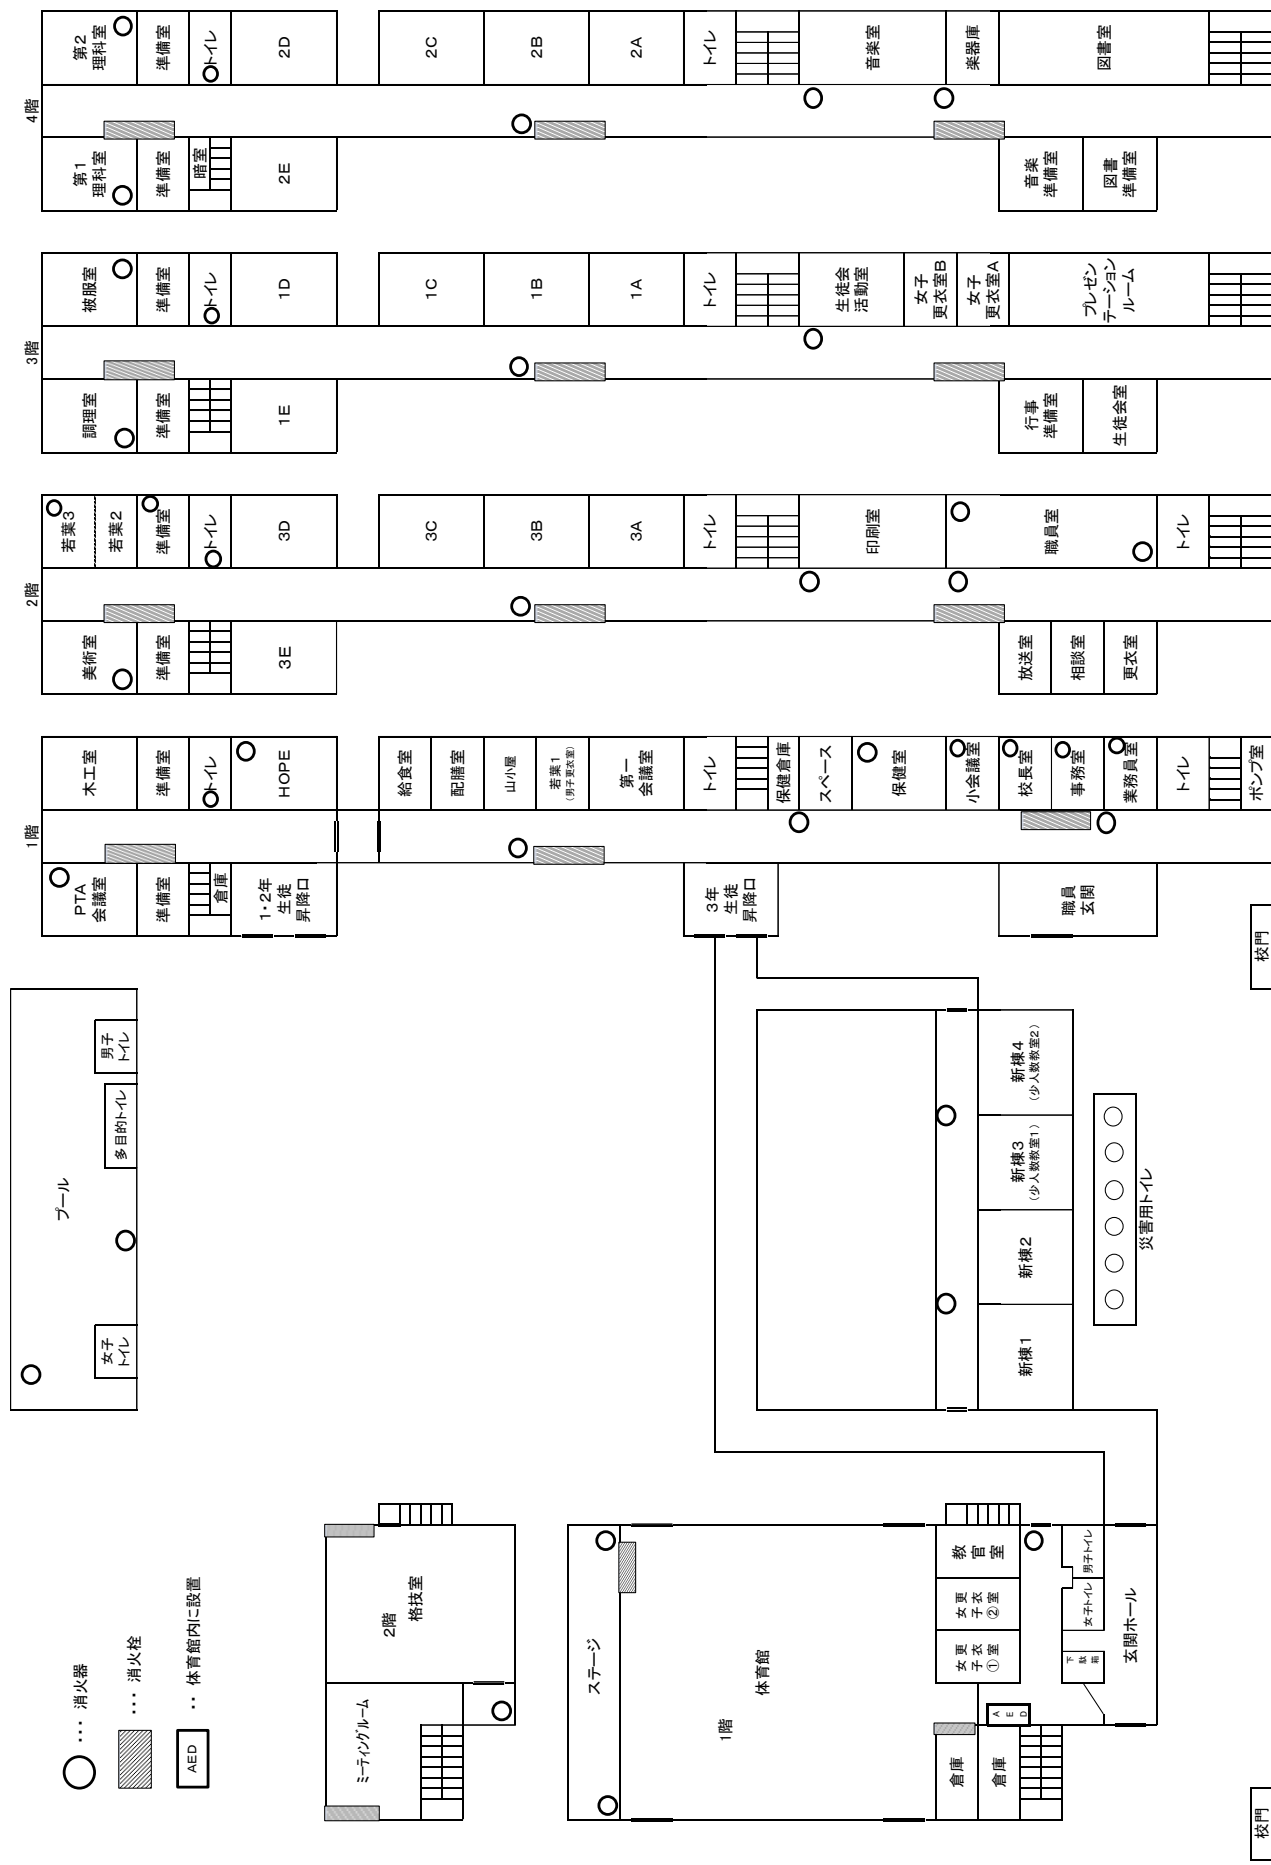 4階
第2
理科室
準備室
トイレ
2D
2C
2B
2A
トイレ
音楽室
楽器庫
図書室
第1
理科室
準備室
暗室
2E
音楽
準備室
図書
準備室
3階
被服室
準備室
トイレ
1D
1C
1B
1A
トイレ
生徒会
活動室
女子
更衣室B
女子
更衣室A
プレゼン
テーション
ルーム
調理室
準備室
1E
行事
準備室
生徒会室
2階
若葉3
若葉2
準備室
トイレ
3D
3C
3B
3A
トイレ
印刷室
職員室
トイレ
美術室
準備室
3E
放送室
相談室
更衣室
1階
木工室
準備室
トイレ
HOPE
給食室
配膳室
山小屋
若葉1
(男子更衣室)
第一
会議室
トイレ
保健倉庫
スペース
保健室
小会議室
校長室
事務室
業務員室
トイレ
ポンプ室
PTA
会議室
準備室
倉庫
1・2年
生徒
昇降口
3年
生徒
昇降口
職員
玄関
校門
プール
男子
トイレ
多目的トイレ
女子
トイレ
新棟4
(少人数教室2)
新棟3
(少人数教室1)
新棟2
新棟1
災害用トイレ
2階
格技室
ミーティングルーム
ステージ
1階
体育館
教官室
女子更衣室②
女子更衣室①
倉庫
倉庫
AED
男子トイレ
女子トイレ
下駄箱
玄関ホール
校門
・・・消火器
・・・消火栓
AED ・・体育館内に設置